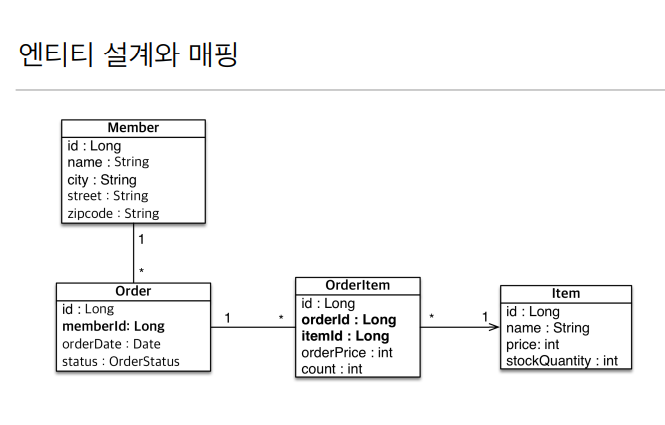 엔티티 설계와 매핑
Member
id : Long
name : String
city : String
street : String
zipcode : String
1
*
Order
id : Long
memberId: Long
orderDate : Date
status : OrderStatus
1
*
OrderItem
id : Long
orderId : Long
itemId : Long
orderPrice : int
count : int
*
1
Item
id : Long
name : String
price: int
stockQuantity : int